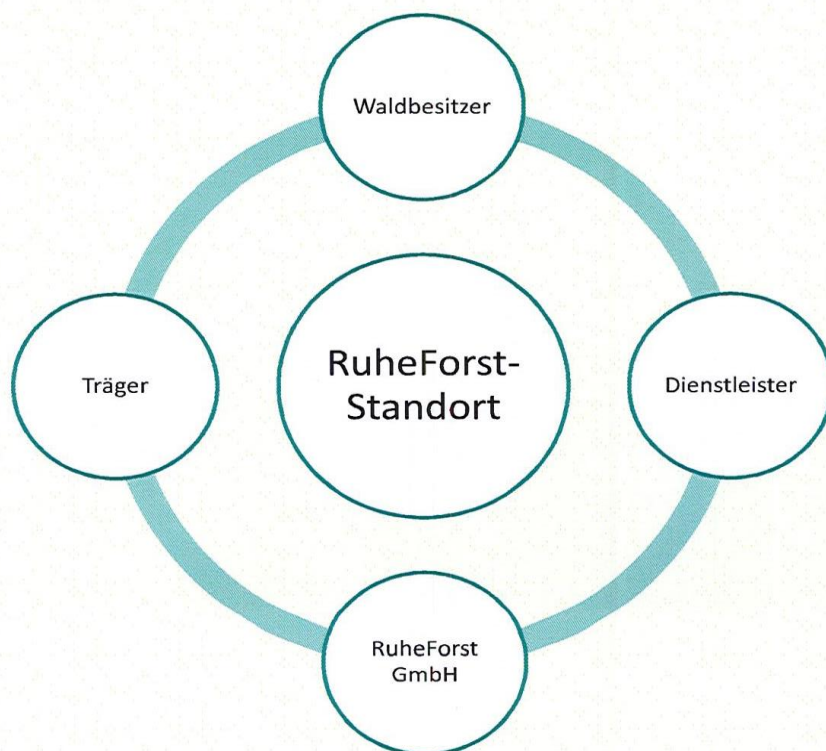 Waldbesitzer
Träger
RuheForst-
Standort
Dienstleister
RuheForst
GmbH